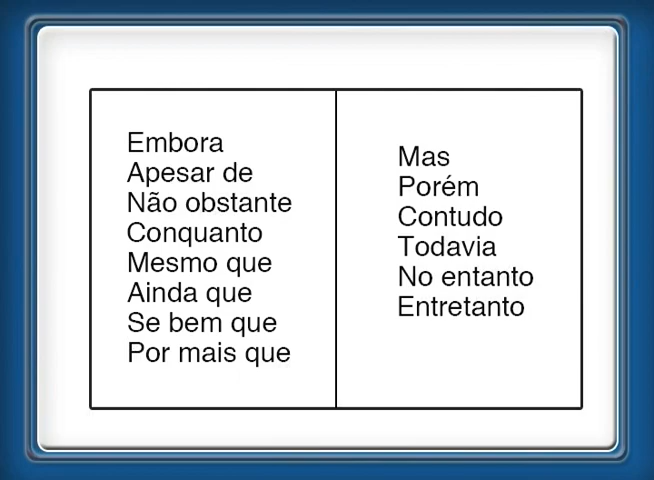 Embora
Apesar de
Não obstante
Conquanto
Mesmo que
Ainda que
Se bem que
Por mais que
Mas
Porém
Contudo
Todavia
No entanto
Entretanto